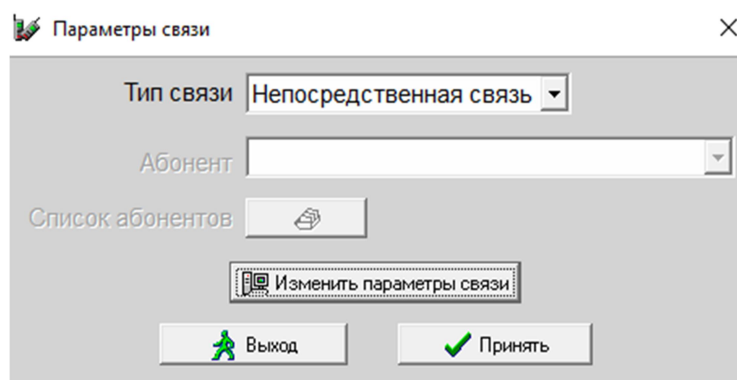 Параметры связи
Тип связи Непосредственная связь
Абонент
Список абонентов
Изменить параметры связи
Выход Принять